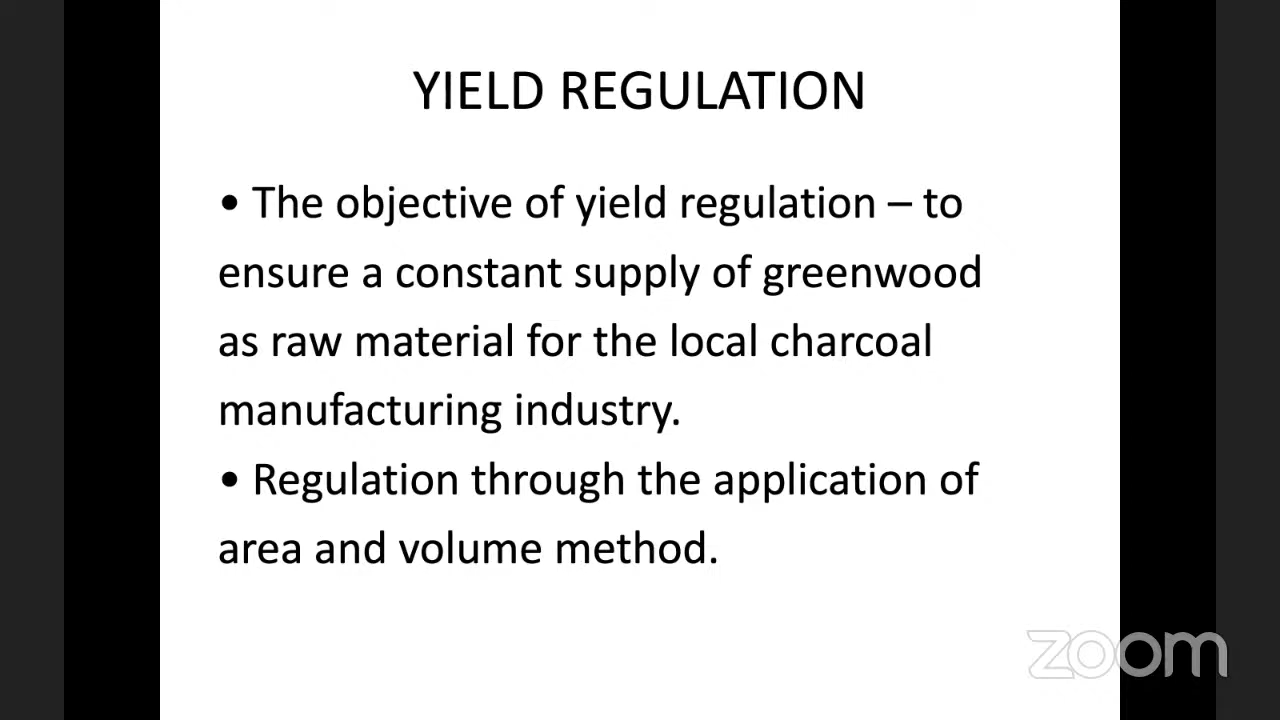 YIELD REGULATION
• The objective of yield regulation – to
ensure a constant supply of greenwood
as raw material for the local charcoal
manufacturing industry.
• Regulation through the application of
area and volume method.
zoom